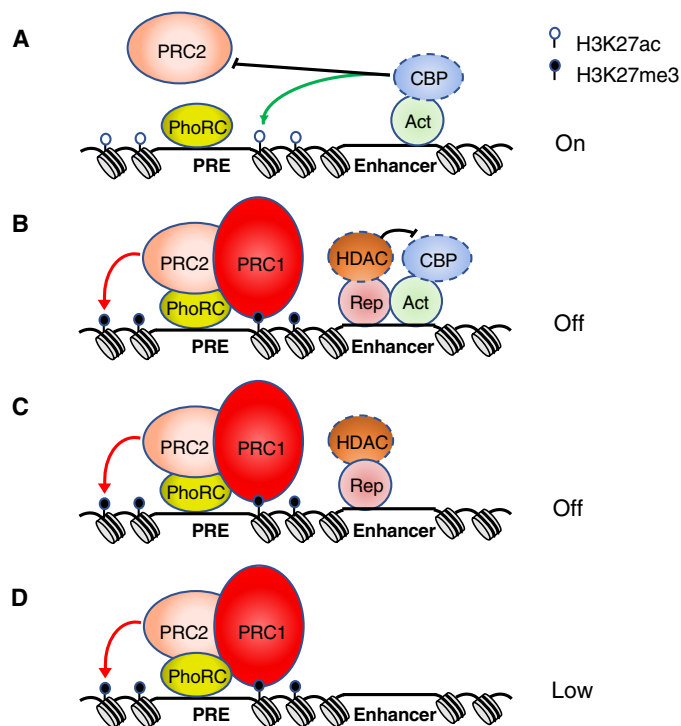 A
PRC2
CBP
H3K27ac
H3K27me3
PhoRC
Act
PRE
Enhancer
On
B
PRC2
PRC1
HDAC
CBP
PhoRC
Rep
Act
PRE
Enhancer
Off
C
PRC2
PRC1
HDAC
PhoRC
Rep
PRE
Enhancer
Off
D
PRC2
PRC1
PhoRC
PRE
Enhancer
Low